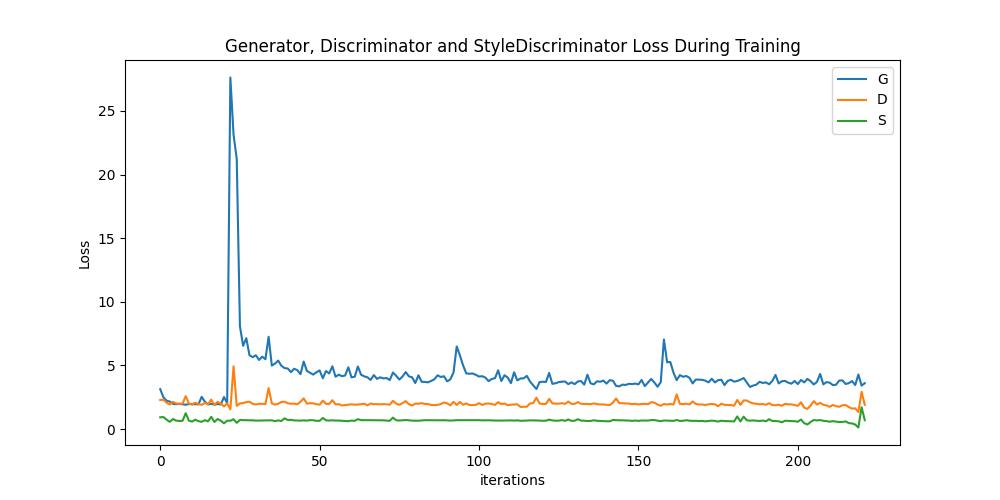 Generator, Discriminator and StyleDiscriminator Loss During Training
G
D
S
Loss
25
20
15
10
5
0
0 50 100 150 200
iterations